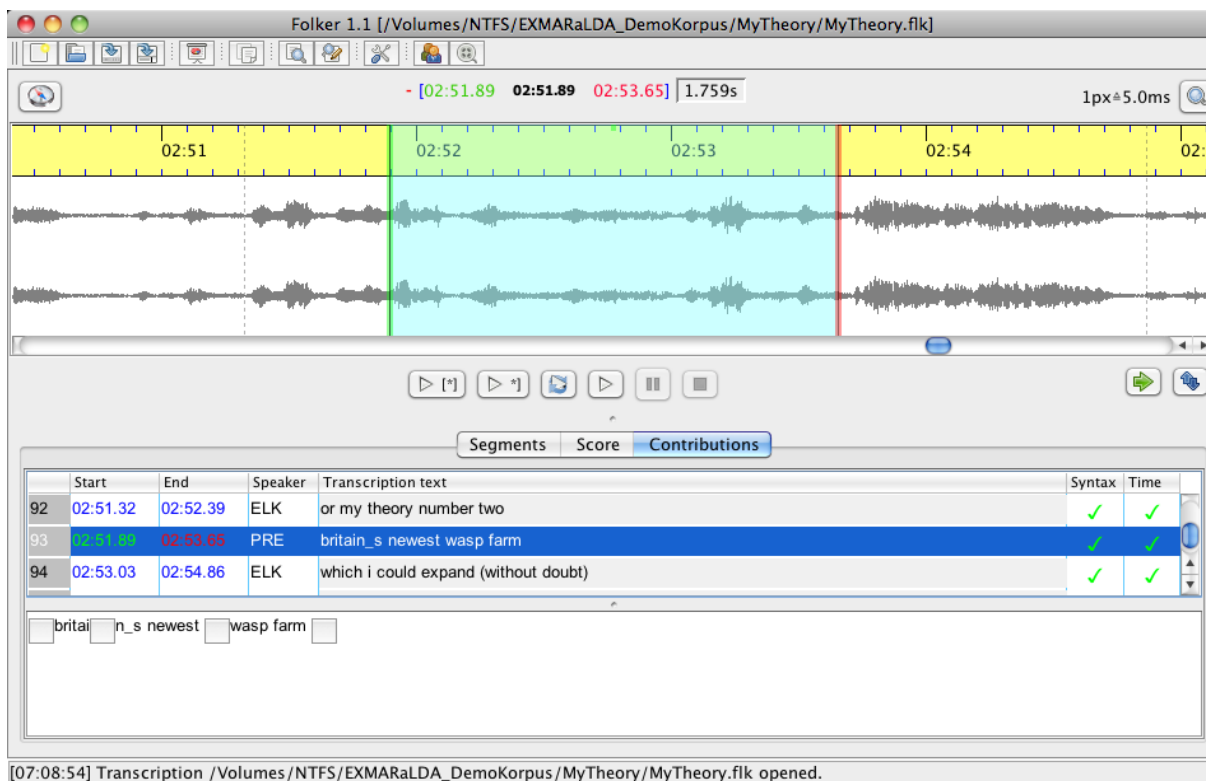 Folker 1.1 [/Volumes/NTFS/EXMARaLDA_DemoKorpus/MyTheory/MyTheory.flk]
- [02:51.89 02:51.89 02:53.65] 1.759s
1px≙5.0ms
02:51 02:52 02:53 02:54 02:
[*] *]
Segments Score Contributions
Start End Speaker Transcription text Syntax Time
92 02:51.32 02:52.39 ELK or my theory number two ✓ ✓
93 02:51.89 02:53.65 PRE britain_s newest wasp farm ✓ ✓
94 02:53.03 02:54.86 ELK which i could expand (without doubt) ✓ ✓
britai n_s newest wasp farm
[07:08:54] Transcription /Volumes/NTFS/EXMARaLDA_DemoKorpus/MyTheory/MyTheory.flk opened.